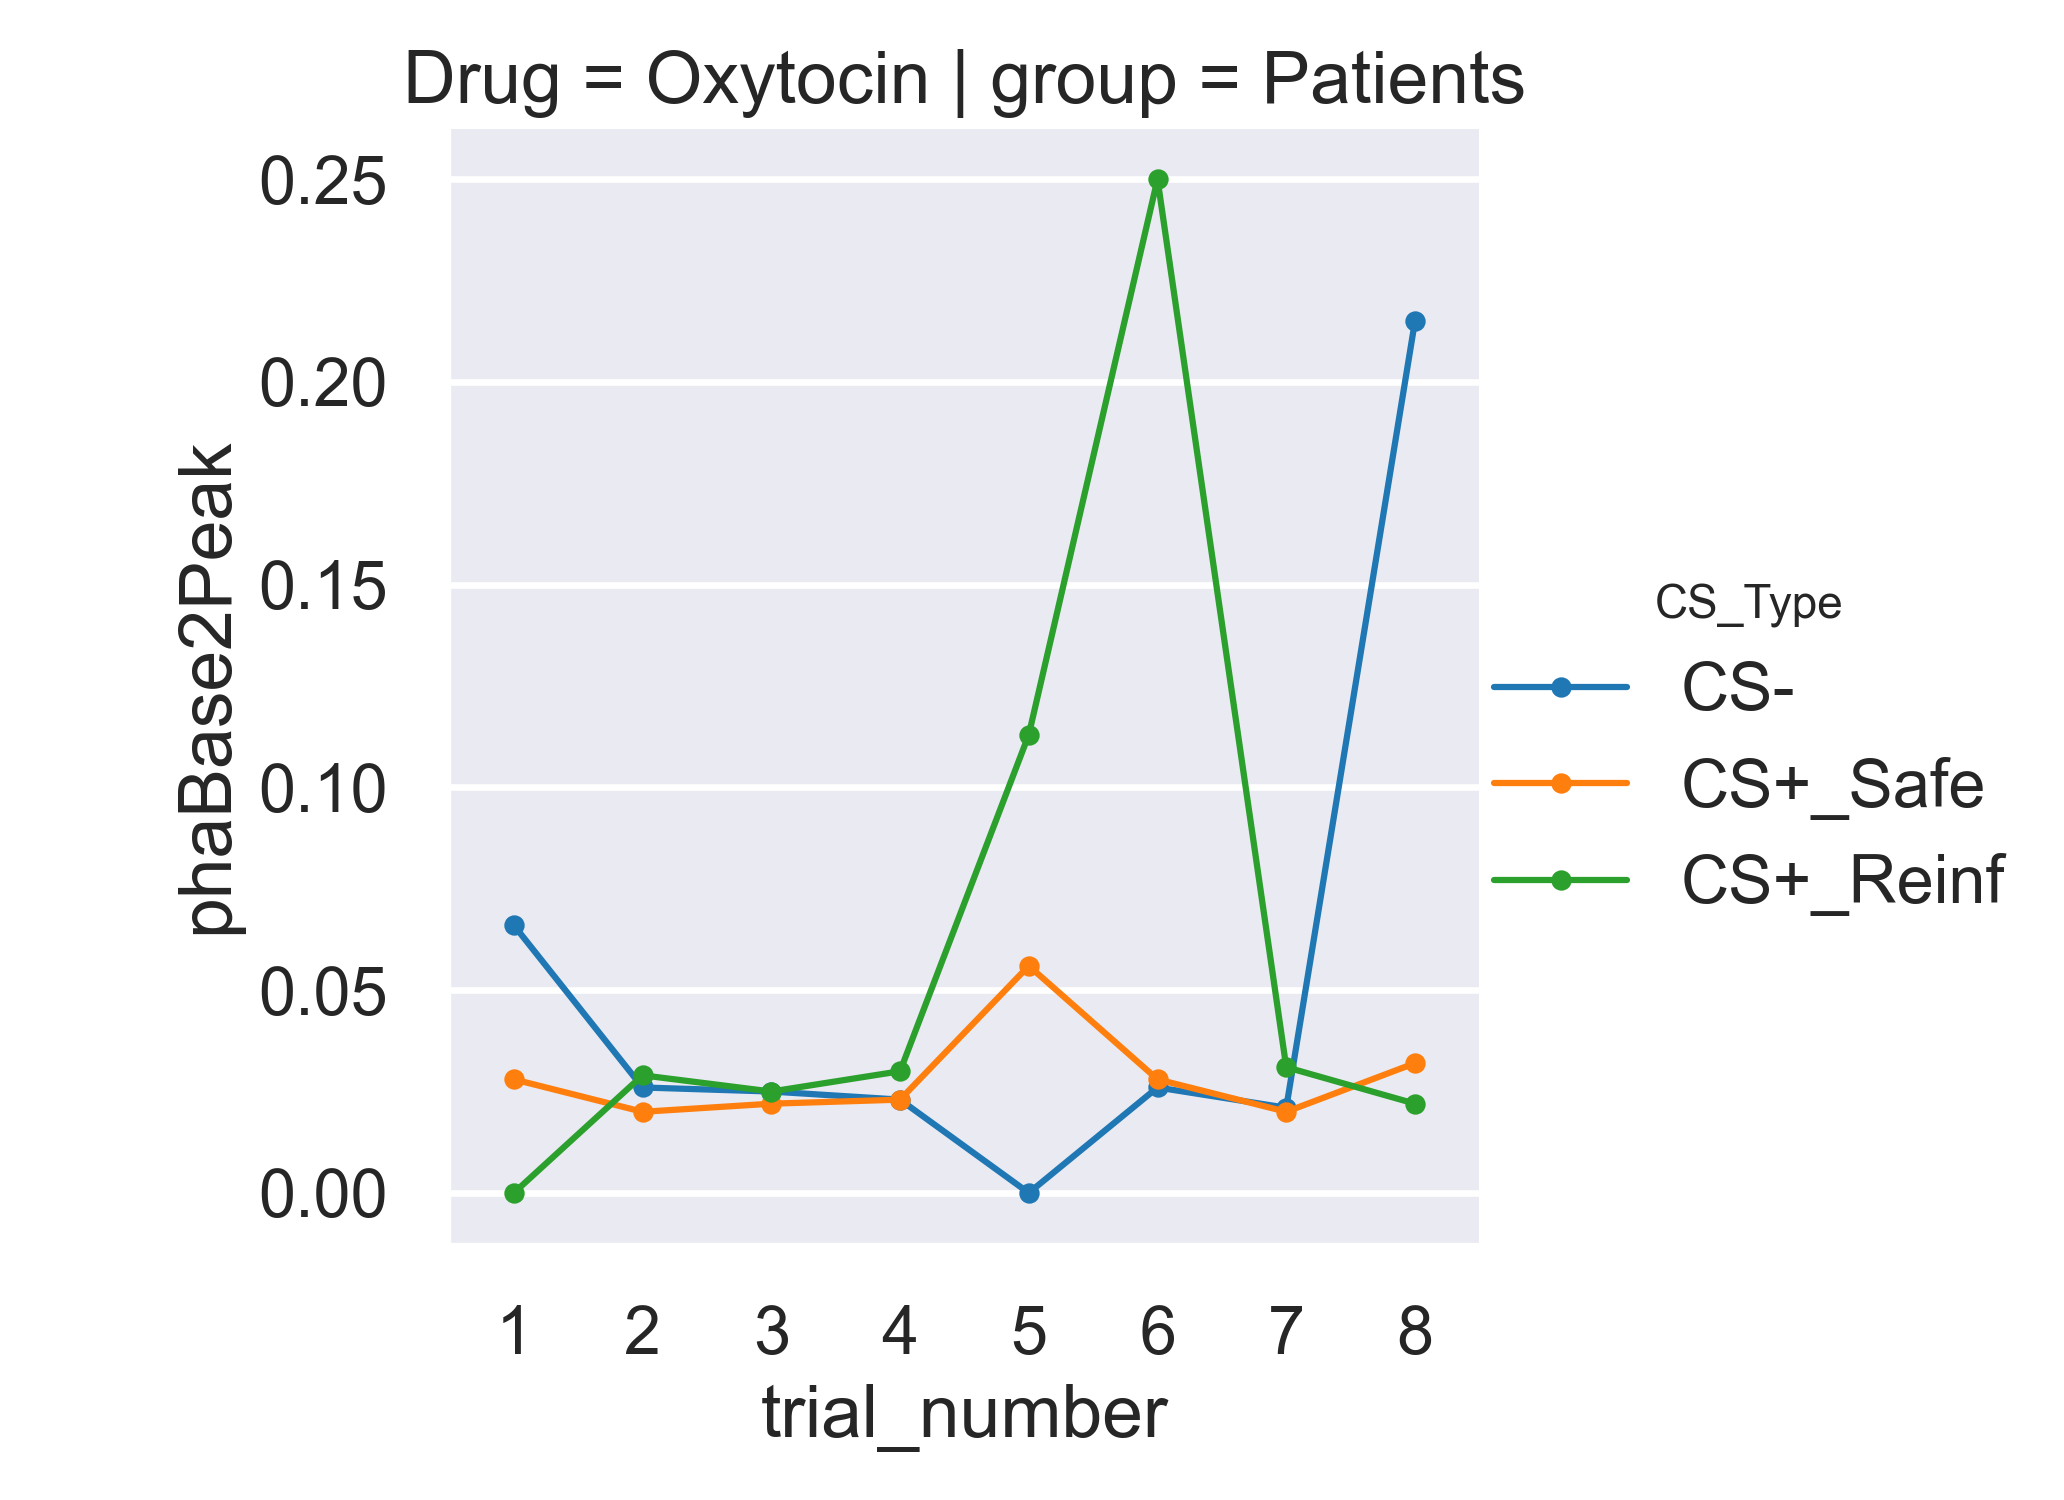 Drug = Oxytocin | group = Patients
phaBase2Peak
0.25
0.20
0.15
0.10
0.05
0.00
1 2 3 4 5 6 7 8
trial_number
CS_Type
CS-
CS+_Safe
CS+_Reinf